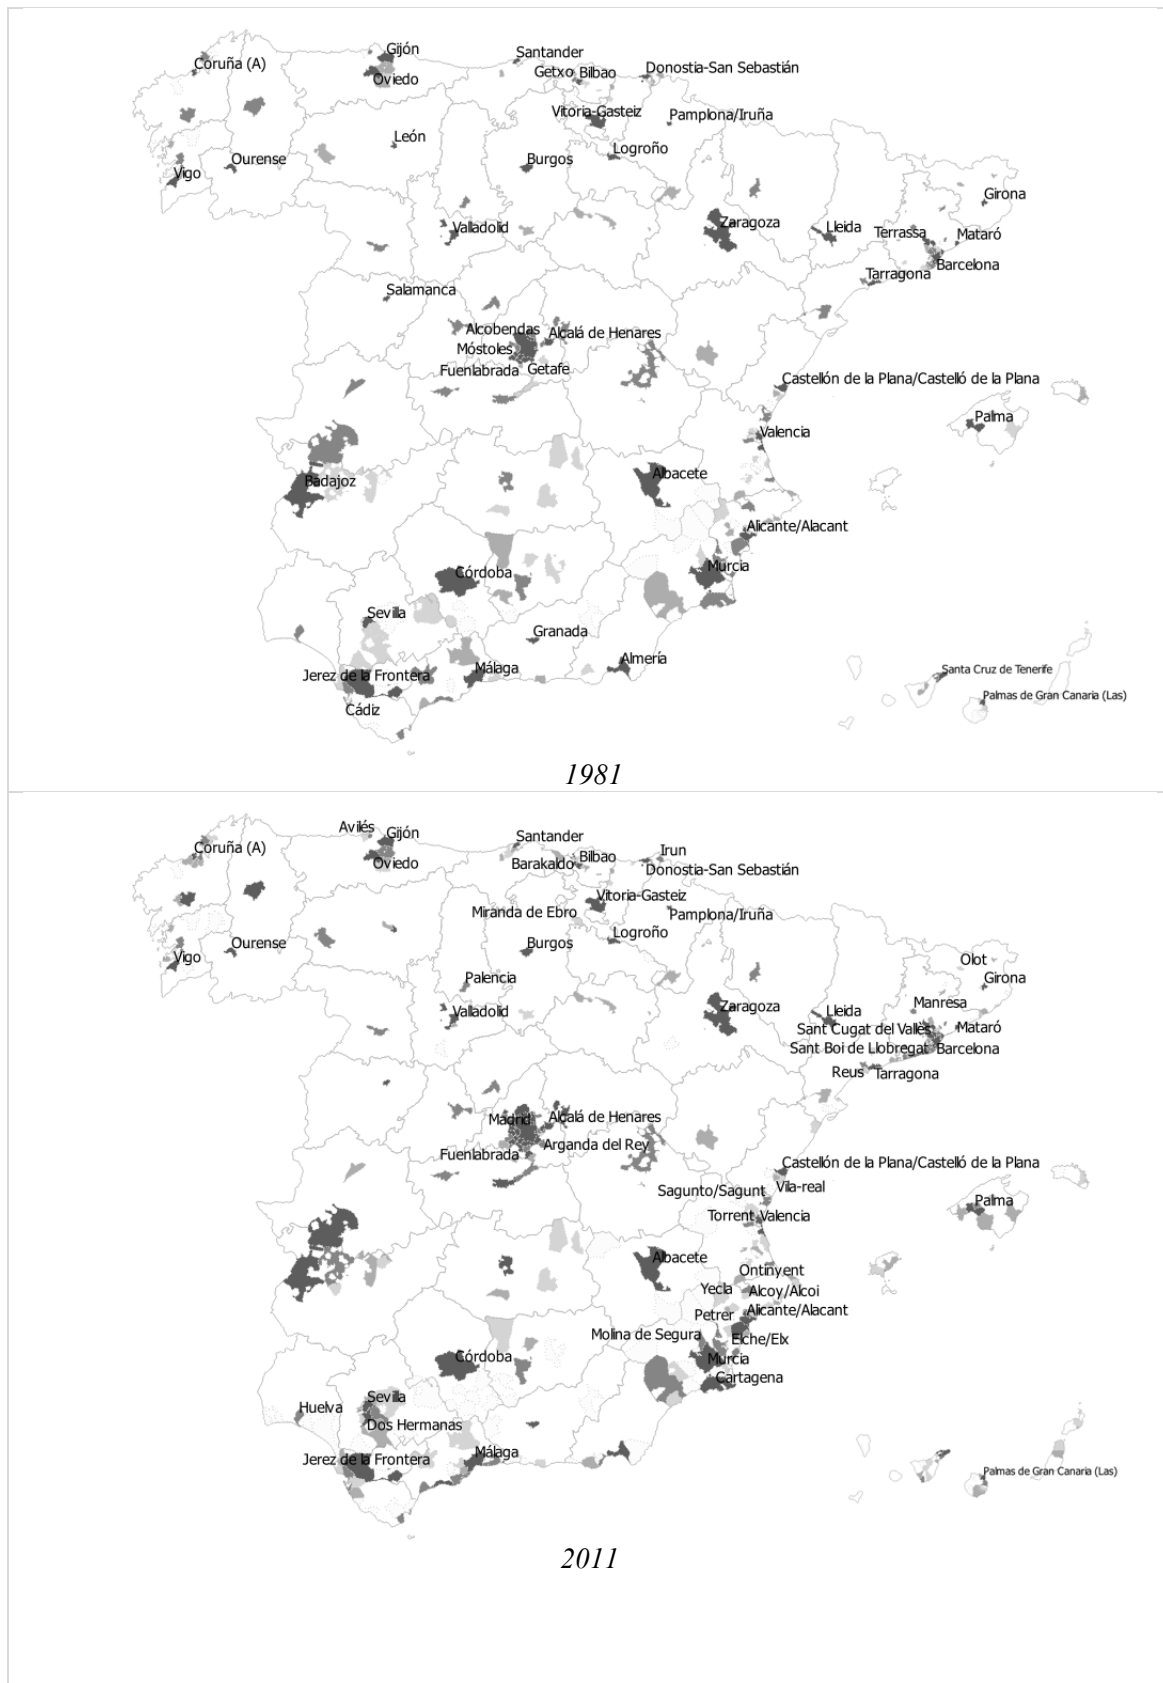 Gijón
Santander
Coruña (A)
Getxo
Bilbao
Donostia-San Sebastián
Oviedo
Vitoria-Gasteiz
Pamplona/Iruña
León
Logroño
Ourense
Burgos
Vigo
Girona
Zaragoza
Valladolid
Lleida
Terrassa
Mataró
Barcelona
Tarragona
Salamanca
Alcobendas
Alcalá de Henares
Móstoles
Fuenlabrada
Getafe
Castellón de la Plana/Castelló de la Plana
Palma
Valencia
Albacete
Badajoz
Alicante/Alacant
Murcia
Córdoba
Sevilla
Granada
Almería
Málaga
Jerez de la Frontera
Santa Cruz de Tenerife
Palmas de Gran Canaria (Las)
Cádiz
1981
Avilés
Gijón
Santander
Coruña (A)
Irun
Barakaldo
Bilbao
Oviedo
Donostia-San Sebastián
Vitoria-Gasteiz
Miranda de Ebro
Pamplona/Iruña
Logroño
Ourense
Burgos
Vigo
Olot
Palencia
Girona
Manresa
Zaragoza
Valladolid
Lleida
Sant Cugat del Vallès
Mataró
Sant Boi de Llobregat
Barcelona
Reus
Tarragona
Madrid
Alcalá de Henares
Arganda del Rey
Fuenlabrada
Castellón de la Plana/Castelló de la Plana
Sagunto/Sagunt
Vila-real
Palma
Torrent
Valencia
Albacete
Ontinyent
Yecla
Alcoy/Alcoi
Petrer
Alicante/Alacant
Molina de Segura
Elche/Elx
Córdoba
Murcia
Cartagena
Sevilla
Huelva
Dos Hermanas
Málaga
Jerez de la Frontera
Palmas de Gran Canaria (Las)
2011